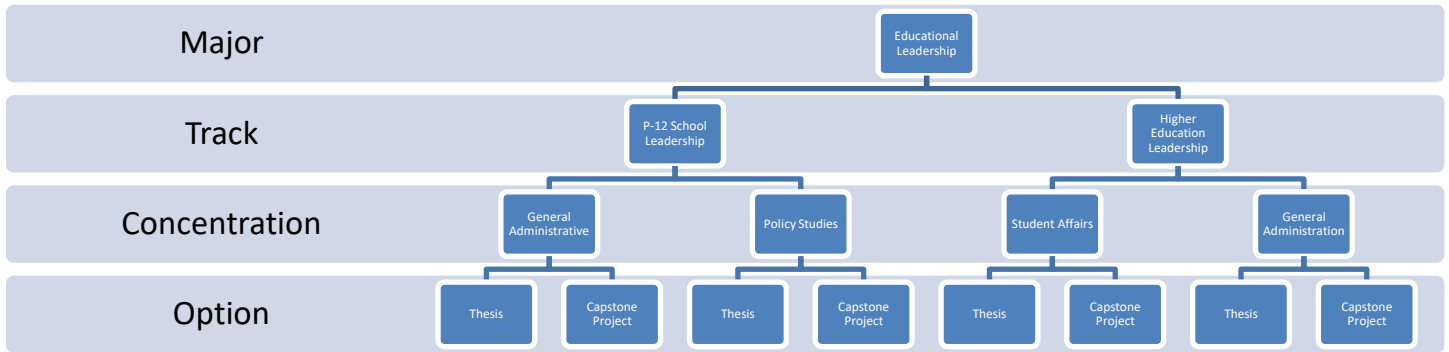 Major
Educational
Leadership
Track
P-12 School
Leadership
Higher
Education
Leadership
Concentration
General
Administrative
Policy Studies
Student Affairs
General
Administration
Option
Thesis
Capstone
Project
Thesis
Capstone
Project
Thesis
Capstone
Project
Thesis
Capstone
Project